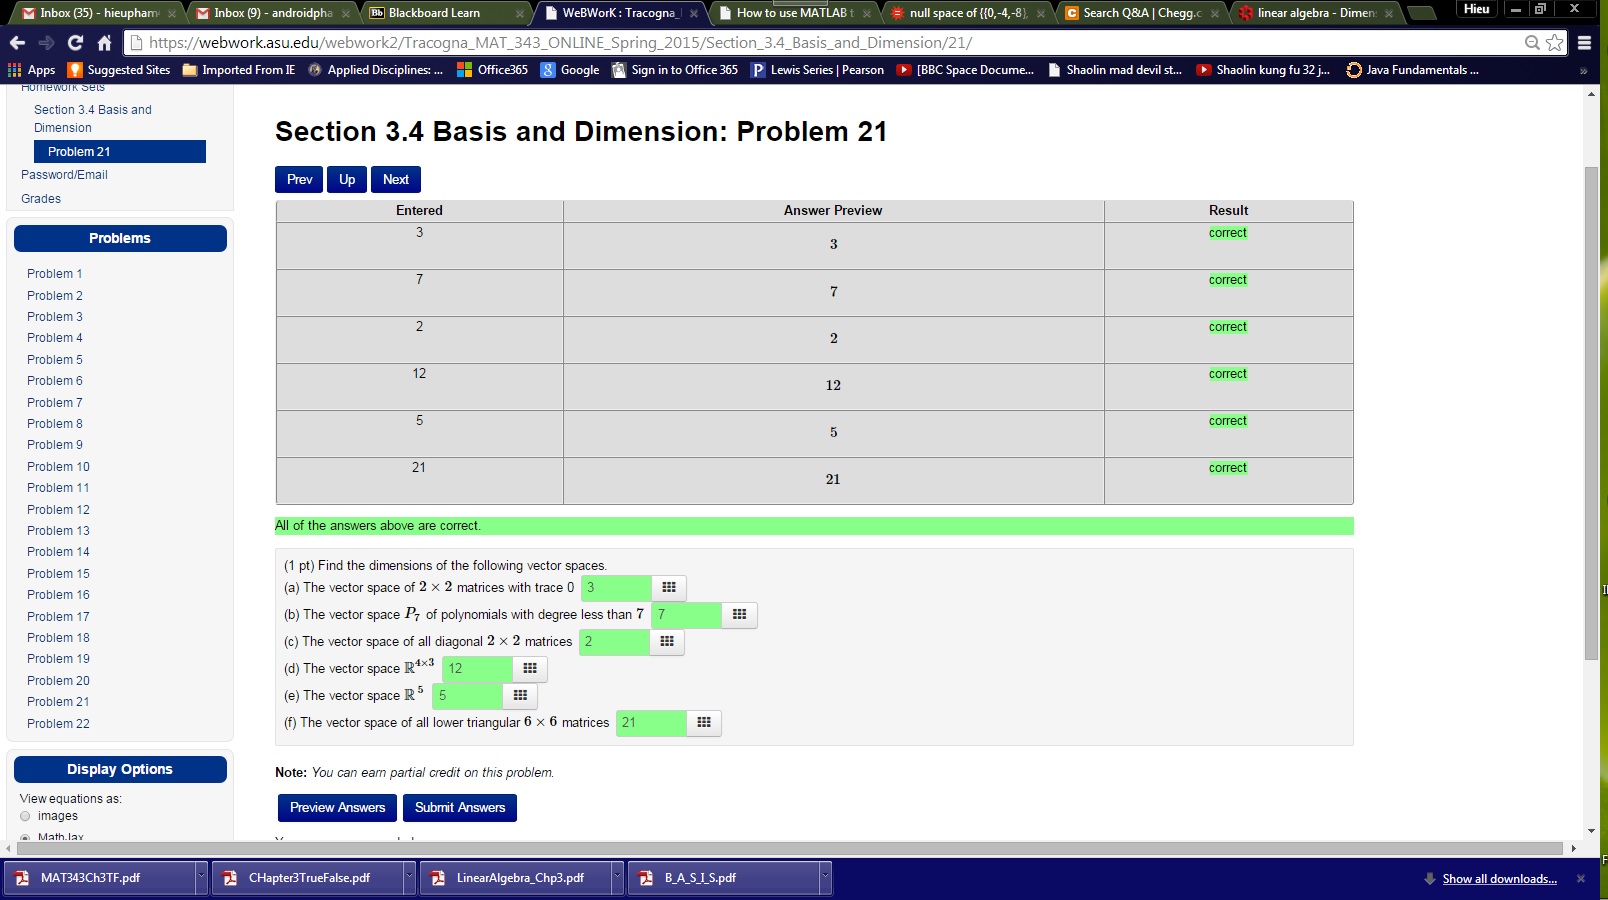 Inbox (35) - hieupham
Inbox (9) - androidpha
Blackboard Learn
WeBWorK : Tracogna_
How to use MATLAB t
null space of {{0,-4,-8},
Search Q&A | Chegg.c
linear algebra - Dimen
Hieu
https://webwork.asu.edu/webwork2/Tracogna_MAT_343_ONLINE_Spring_2015/Section_3.4_Basis_and_Dimension/21/
Apps
Suggested Sites
Imported From IE
Applied Disciplines: ...
Office365
Google
Sign in to Office 365
Lewis Series | Pearson
[BBC Space Docume...
Shaolin mad devil st...
Shaolin kung fu 32 j...
Java Fundamentals ...
»
Homework Sets
Section 3.4 Basis and
Dimension
Problem 21
Password/Email
Grades
Problems
Problem 1
Problem 2
Problem 3
Problem 4
Problem 5
Problem 6
Problem 7
Problem 8
Problem 9
Problem 10
Problem 11
Problem 12
Problem 13
Problem 14
Problem 15
Problem 16
Problem 17
Problem 18
Problem 19
Problem 20
Problem 21
Problem 22
Display Options
View equations as:
images
MathJax
Section 3.4 Basis and Dimension: Problem 21
Prev Up Next
Entered Answer Preview Result
3 3 correct
7 7 correct
2 2 correct
12 12 correct
5 5 correct
21 21 correct
All of the answers above are correct.
(1 pt) Find the dimensions of the following vector spaces.
(a) The vector space of 2 × 2 matrices with trace 0 3
(b) The vector space P₇ of polynomials with degree less than 7 7
(c) The vector space of all diagonal 2 × 2 matrices 2
(d) The vector space ℝ⁴ˣ³ 12
(e) The vector space ℝ⁵ 5
(f) The vector space of all lower triangular 6 × 6 matrices 21
Note: You can earn partial credit on this problem.
Preview Answers Submit Answers
MAT343Ch3TF.pdf
CHapter3TrueFalse.pdf
LinearAlgebra_Chp3.pdf
B_A_S_I_S.pdf
Show all downloads...